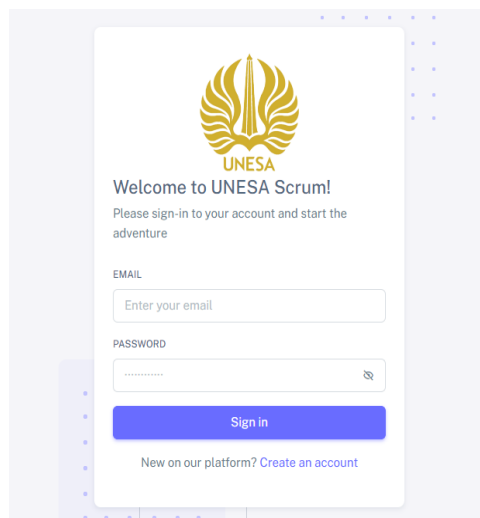 UNESA
Welcome to UNESA Scrum!
Please sign-in to your account and start the
adventure
EMAIL
Enter your email
PASSWORD
············
Sign in
New on our platform? Create an account